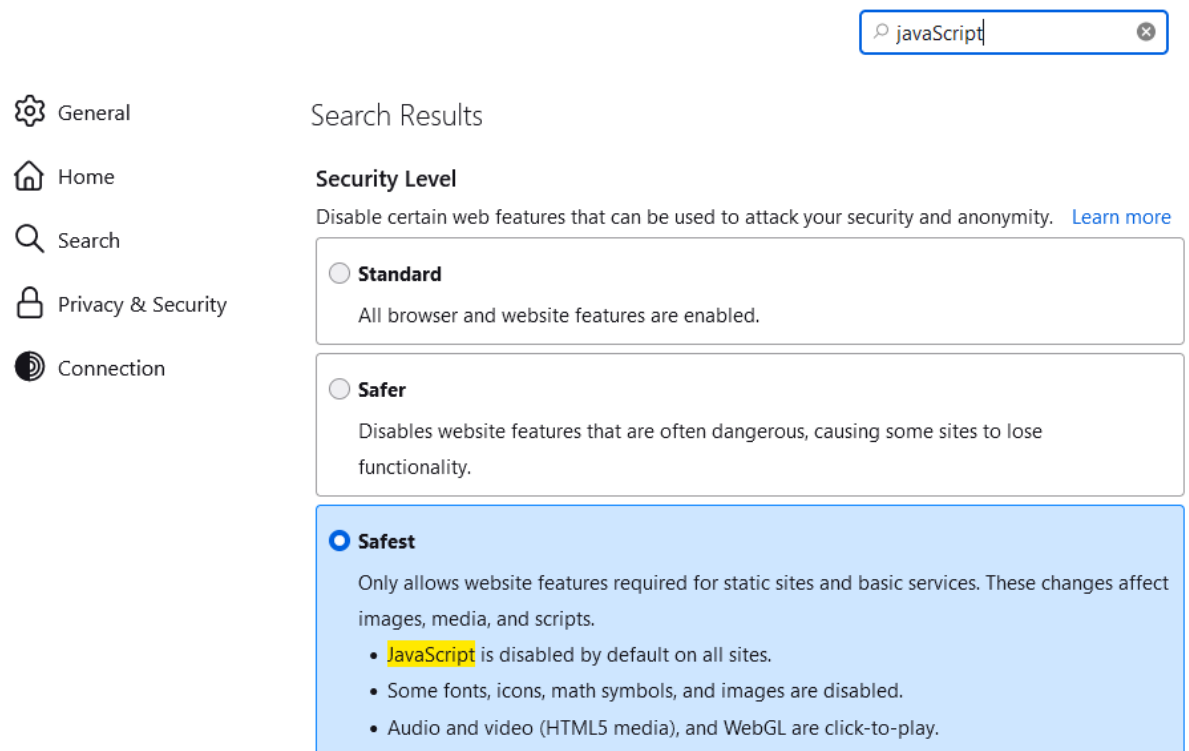 javaScript
General
Home
Search
Privacy & Security
Connection
Search Results
Security Level
Disable certain web features that can be used to attack your security and anonymity. Learn more
Standard
All browser and website features are enabled.
Safer
Disables website features that are often dangerous, causing some sites to lose
functionality.
Safest
Only allows website features required for static sites and basic services. These changes affect
images, media, and scripts.
• JavaScript is disabled by default on all sites.
• Some fonts, icons, math symbols, and images are disabled.
• Audio and video (HTML5 media), and WebGL are click-to-play.